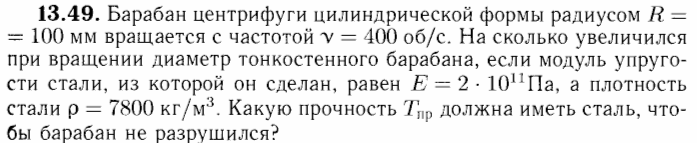 13.49. Барабан центрифуги цилиндрической формы радиусом R =
= 100 мм вращается с частотой ν = 400 об/с. На сколько увеличился
при вращении диаметр тонкостенного барабана, если модуль упруго-
сти стали, из которой он сделан, равен E = 2 · 10¹¹Па, а плотность
стали ρ = 7800 кг/м³. Какую прочность Tпр должна иметь сталь, что-
бы барабан не разрушился?